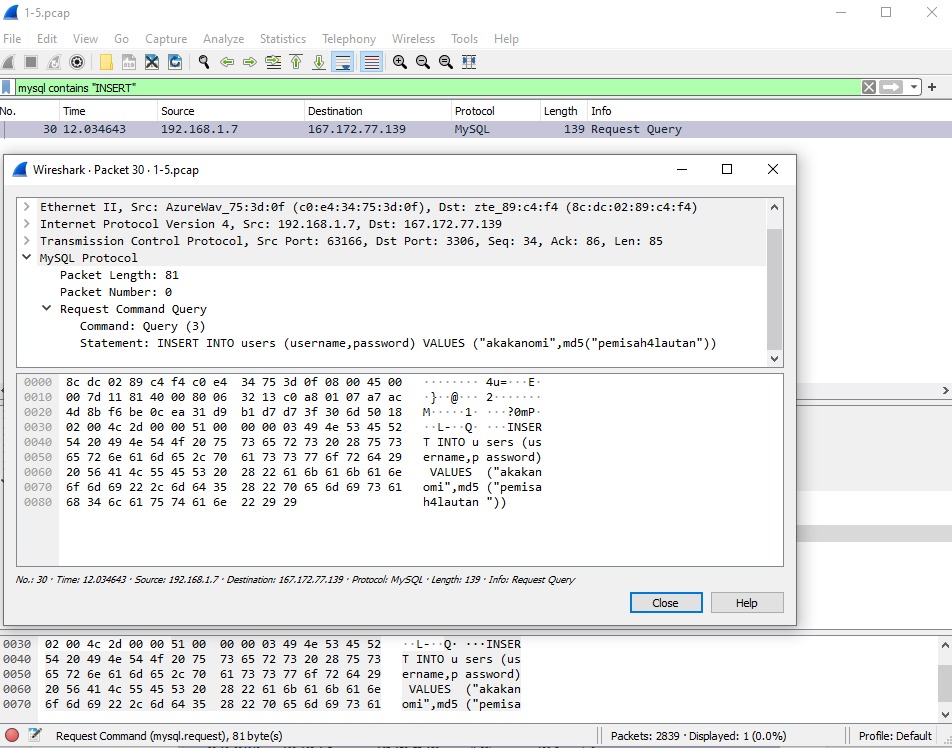 1-5.pcap
File Edit View Go Capture Analyze Statistics Telephony Wireless Tools Help
mysql contains "INSERT"
No. Time Source Destination Protocol Length Info
30 12.034643 192.168.1.7 167.172.77.139 MySQL 139 Request Query
Wireshark · Packet 30 · 1-5.pcap
Ethernet II, Src: AzureWav_75:3d:0f (c0:e4:34:75:3d:0f), Dst: zte_89:c4:f4 (8c:dc:02:89:c4:f4)
Internet Protocol Version 4, Src: 192.168.1.7, Dst: 167.172.77.139
Transmission Control Protocol, Src Port: 63166, Dst Port: 3306, Seq: 34, Ack: 86, Len: 85
MySQL Protocol
Packet Length: 81
Packet Number: 0
Request Command Query
Command: Query (3)
Statement: INSERT INTO users (username,password) VALUES ("akakanomi",md5("pemisah4lautan"))
0000 8c dc 02 89 c4 f4 c0 e4 34 75 3d 0f 08 00 45 00 ········ 4u=···E·
0010 00 7d 11 81 40 00 80 06 32 13 c0 a8 01 07 a7 ac ·}··@··· 2·······
0020 4d 8b f6 be 0c ea 31 d9 b1 d7 d7 3f 30 6d 50 18 M·····1· ···?0mP·
0030 02 00 4c 2d 00 00 51 00 00 00 03 49 4e 53 45 52 ··L-··Q· ···INSER
0040 54 20 49 4e 54 4f 20 75 73 65 72 73 20 28 75 73 T INTO u sers (us
0050 65 72 6e 61 6d 65 2c 70 61 73 73 77 6f 72 64 29 ername,p assword)
0060 20 56 41 4c 55 45 53 20 28 22 61 6b 61 6b 61 6e VALUES ("akakan
0070 6f 6d 69 22 2c 6d 64 35 28 22 70 65 6d 69 73 61 omi",md5 ("pemisa
0080 68 34 6c 61 75 74 61 6e 22 29 29 h4lautan "))
No.: 30 · Time: 12.034643 · Source: 192.168.1.7 · Destination: 167.172.77.139 · Protocol: MySQL · Length: 139 · Info: Request Query
Close Help
0030 02 00 4c 2d 00 00 51 00 00 00 03 49 4e 53 45 52 ··L-··Q· ···INSER
0040 54 20 49 4e 54 4f 20 75 73 65 72 73 20 28 75 73 T INTO u sers (us
0050 65 72 6e 61 6d 65 2c 70 61 73 73 77 6f 72 64 29 ername,p assword)
0060 20 56 41 4c 55 45 53 20 28 22 61 6b 61 6b 61 6e VALUES ("akakan
0070 6f 6d 69 22 2c 6d 64 35 28 22 70 65 6d 69 73 61 omi",md5 ("pemisa
Request Command (mysql.request), 81 byte(s) Packets: 2839 · Displayed: 1 (0.0%) Profile: Default